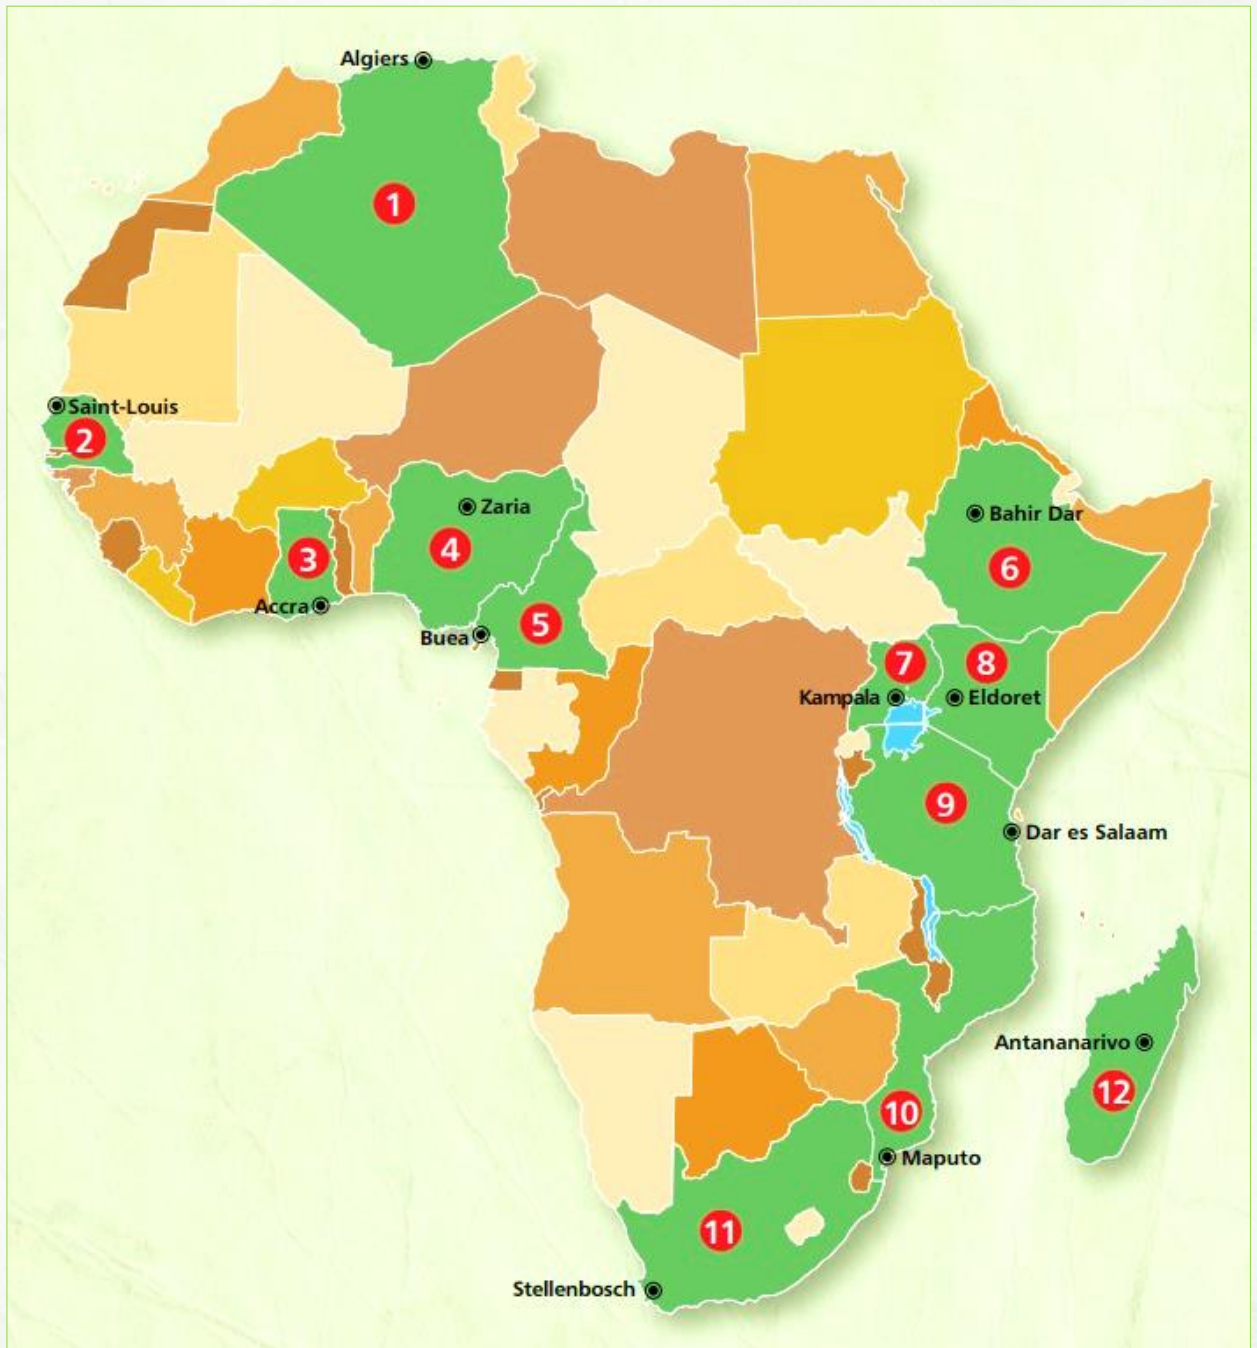 Algiers
1
Saint-Louis
2
Zaria
4
3
Accra
Bahir Dar
6
5
Buea
7
8
Kampala
Eldoret
9
Dar es Salaam
Antananarivo
12
10
Maputo
11
Stellenbosch